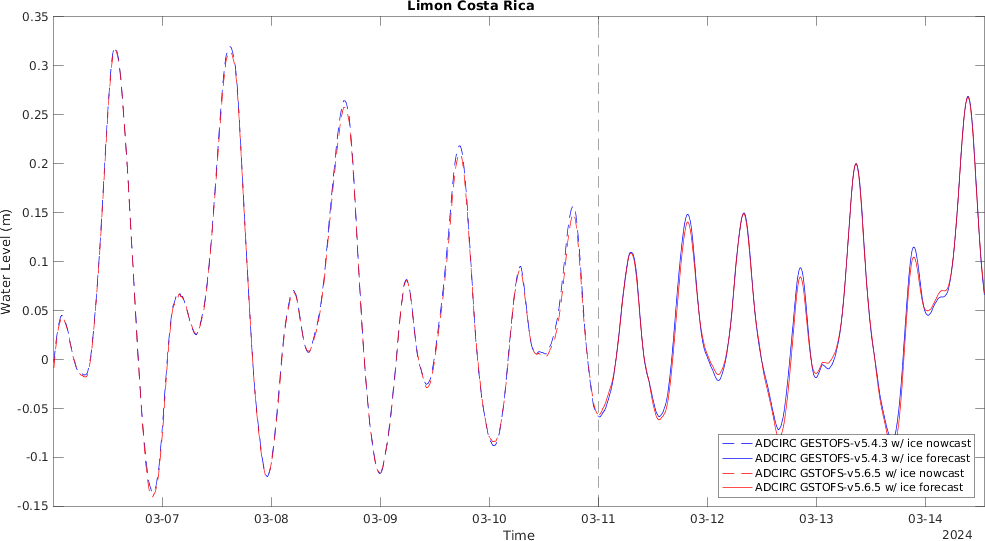 Limon Costa Rica
0.35
0.3
0.25
0.2
0.15
0.1
0.05
0
-0.05
-0.1
-0.15
Water Level (m)
03-07 03-08 03-09 03-10 03-11 03-12 03-13 03-14
Time
2024
ADCIRC GESTOFS-v5.4.3 w/ ice nowcast
ADCIRC GESTOFS-v5.4.3 w/ ice forecast
ADCIRC GSTOFS-v5.6.5 w/ ice nowcast
ADCIRC GSTOFS-v5.6.5 w/ ice forecast